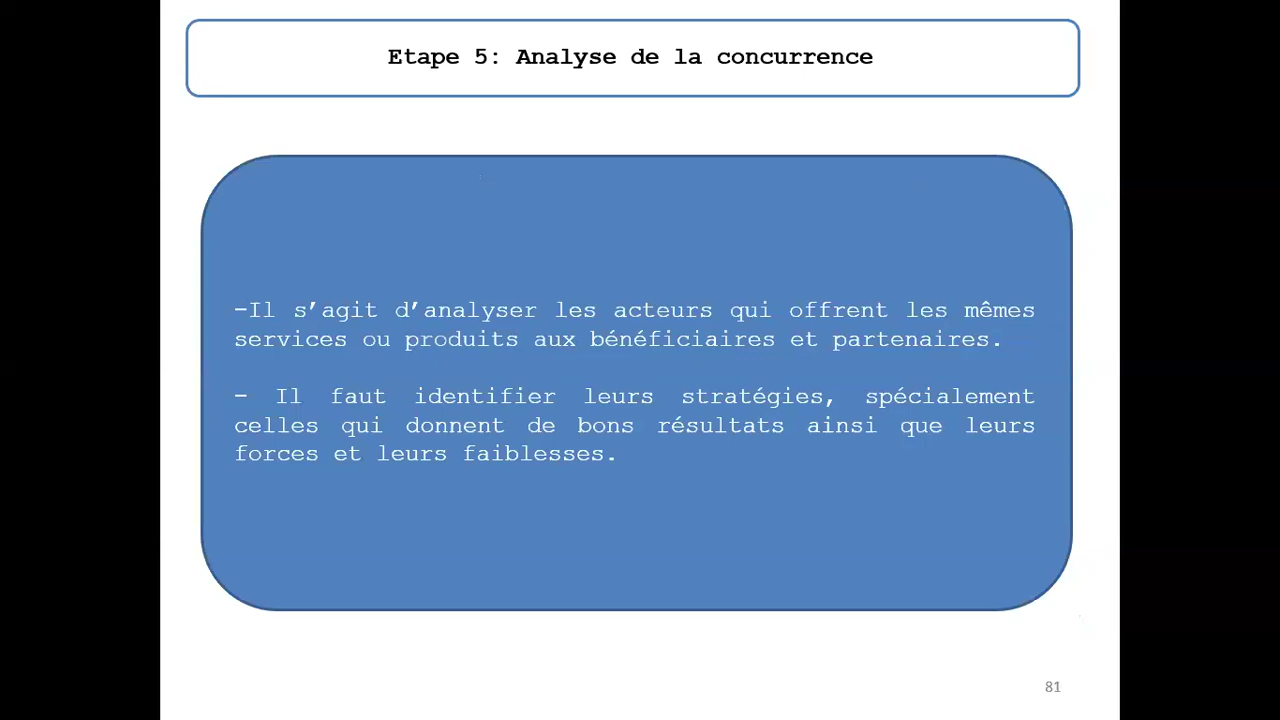 Etape 5: Analyse de la concurrence
-Il s’agit d’analyser les acteurs qui offrent les mêmes
services ou produits aux bénéficiaires et partenaires.
- Il faut identifier leurs stratégies, spécialement
celles qui donnent de bons résultats ainsi que leurs
forces et leurs faiblesses.
81